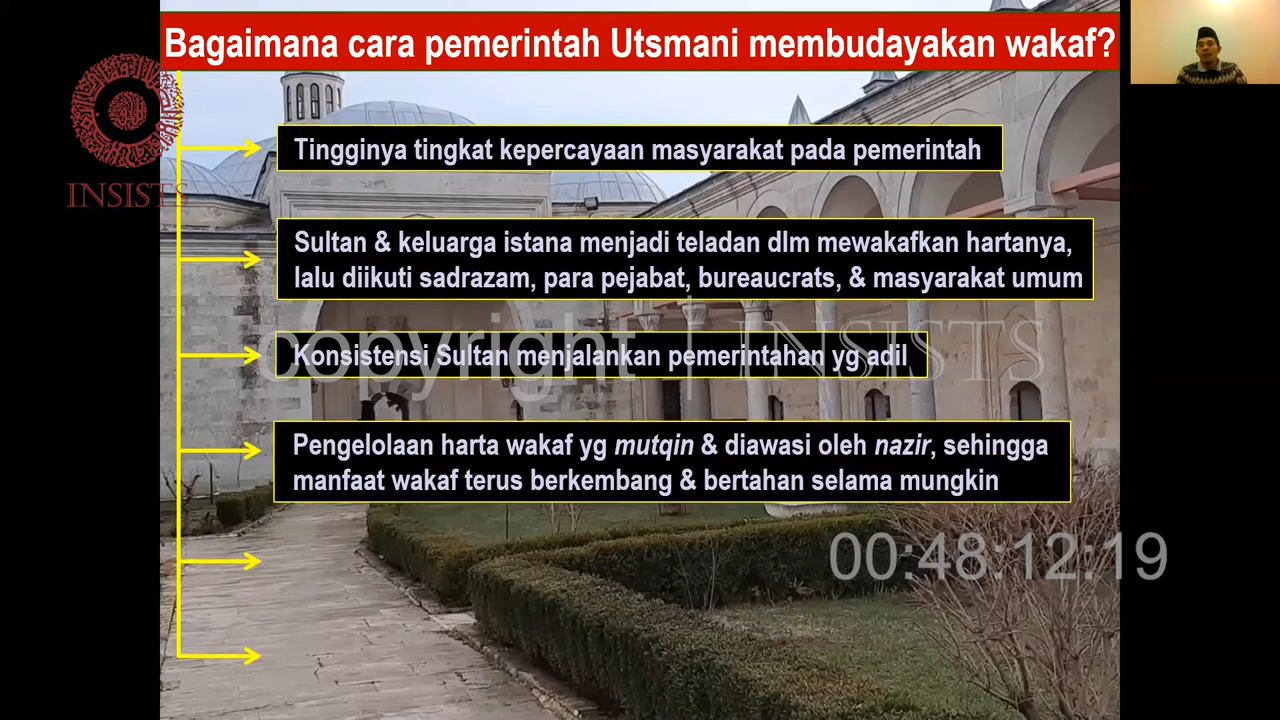 Bagaimana cara pemerintah Utsmani membudayakan wakaf?
INSISTS
Tingginya tingkat kepercayaan masyarakat pada pemerintah
Sultan & keluarga istana menjadi teladan dlm mewakafkan hartanya,
lalu diikuti sadrazam, para pejabat, bureaucrats, & masyarakat umum
copyright | INSISTS
Konsistensi Sultan menjalankan pemerintahan yg adil
Pengelolaan harta wakaf yg mutqin & diawasi oleh nazir, sehingga
manfaat wakaf terus berkembang & bertahan selama mungkin
00:48:12:19